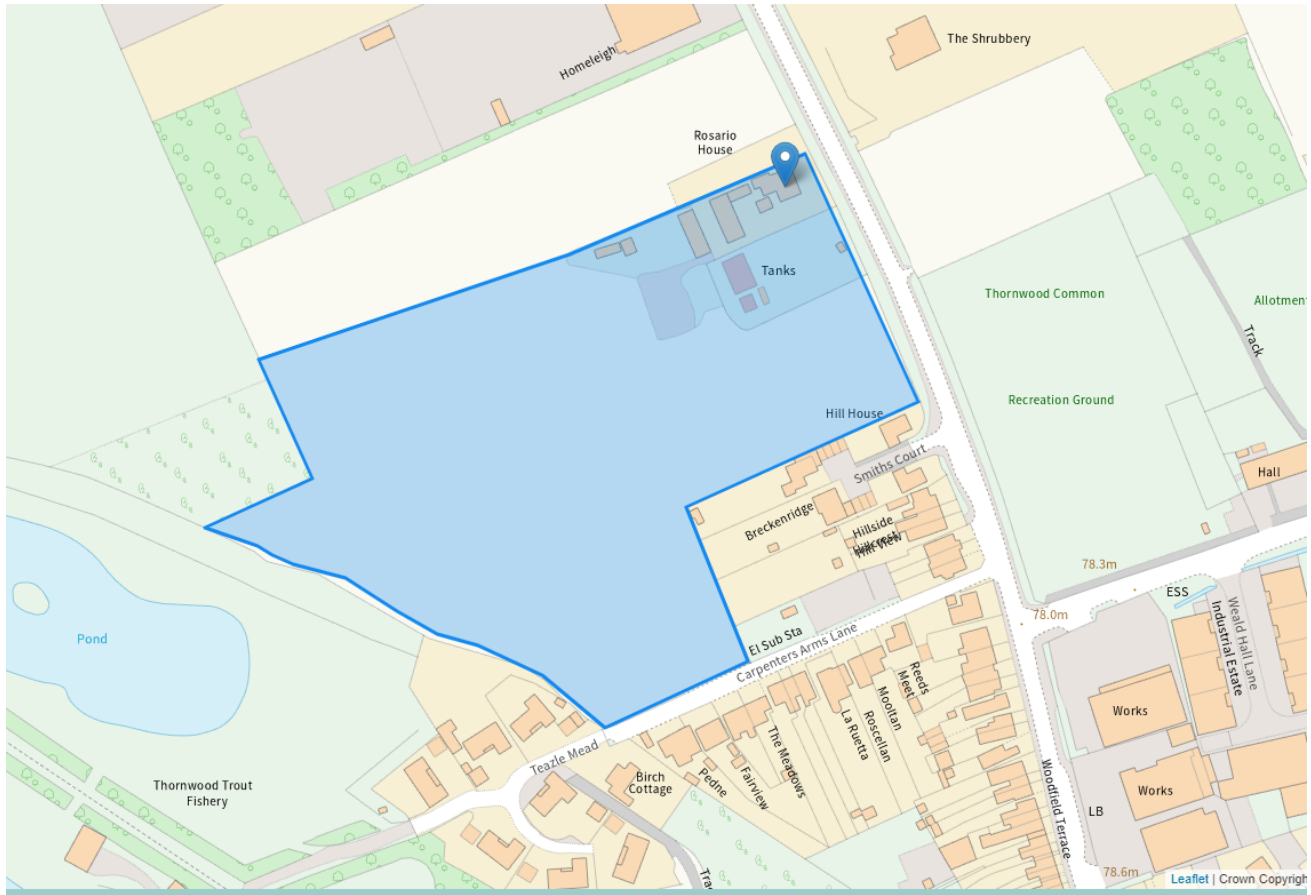 The Shrubbery
Homeleigh
Rosario
House
Tanks
Thornwood Common
Allotment
Track
Recreation Ground
Hill House
Smiths Court
Hall
Breckenridge
Hillside
Hillcrest
Hill View
78.3m
ESS
78.0m
Weald Hall Lane
Industrial Estate
El Sub Sta
Carpenters Arms Lane
Pond
Reeds
Meet
Mooltan
Roscellan
La Ruetta
The Meadows
Fairview
Pedne
Works
Teazle Mead
Birch
Cottage
Thornwood Trout
Fishery
Woodfield Terrace
Works
LB
Trac
78.6m
Leaflet | Crown Copyrigh